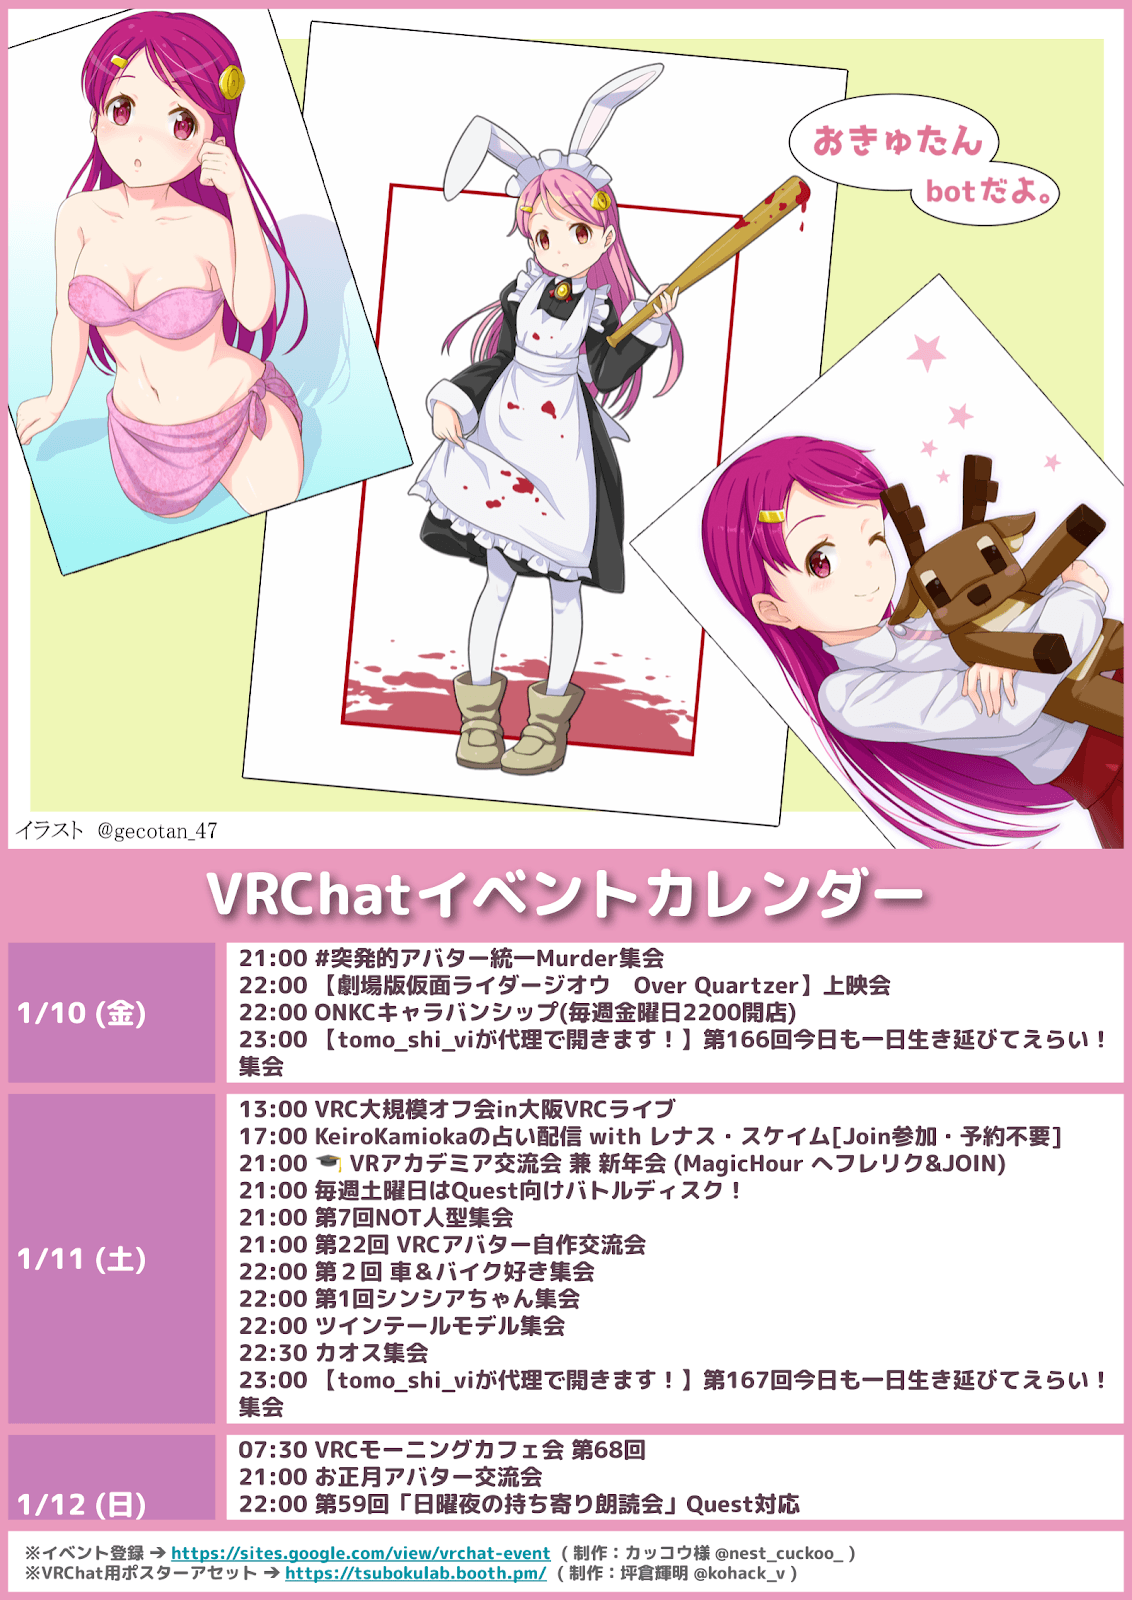 おきゅたん
botだよ。
イラスト @gecotan_47
VRChatイベントカレンダー
1/10 (金)
21:00 #突発的アバター統一Murder集会
22:00 【劇場版仮面ライダージオウ　Over Quartzer】上映会
22:00 ONKCキャラバンシップ(毎週金曜日2200開店)
23:00 【tomo_shi_viが代理で開きます！】第166回今日も一日生き延びてえらい！
集会
1/11 (土)
13:00 VRC大規模オフ会in大阪VRCライブ
17:00 KeiroKamiokaの占い配信 with レナス・スケイム[Join参加・予約不要]
21:00 🎓 VRアカデミア交流会 兼 新年会 (MagicHour へフレリク&JOIN)
21:00 毎週土曜日はQuest向けバトルディスク！
21:00 第7回NOT人型集会
21:00 第22回 VRCアバター自作交流会
22:00 第２回 車＆バイク好き集会
22:00 第1回シンシアちゃん集会
22:00 ツインテールモデル集会
22:30 カオス集会
23:00 【tomo_shi_viが代理で開きます！】第167回今日も一日生き延びてえらい！
集会
1/12 (日)
07:30 VRCモーニングカフェ会 第68回
21:00 お正月アバター交流会
22:00 第59回「日曜夜の持ち寄り朗読会」Quest対応
※イベント登録 → https://sites.google.com/view/vrchat-event ( 制作：カッコウ様 @nest_cuckoo_ )
※VRChat用ポスターアセット → https://tsubokulab.booth.pm/ ( 制作：坪倉輝明 @kohack_v )